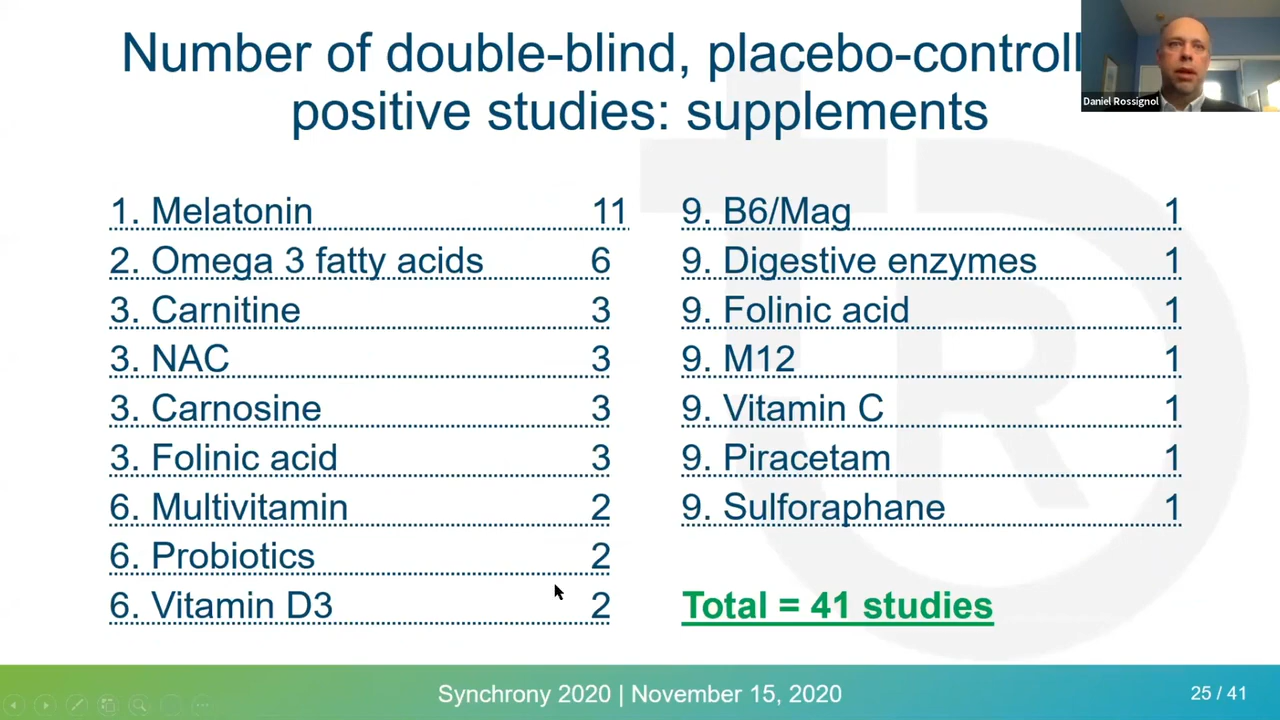 Number of double-blind, placebo-controll
positive studies: supplements
Daniel Rossignol
1. Melatonin 11
2. Omega 3 fatty acids 6
3. Carnitine 3
3. NAC 3
3. Carnosine 3
3. Folinic acid 3
6. Multivitamin 2
6. Probiotics 2
6. Vitamin D3 2
9. B6/Mag 1
9. Digestive enzymes 1
9. Folinic acid 1
9. M12 1
9. Vitamin C 1
9. Piracetam 1
9. Sulforaphane 1
Total = 41 studies
Synchrony 2020 | November 15, 2020
25 / 41